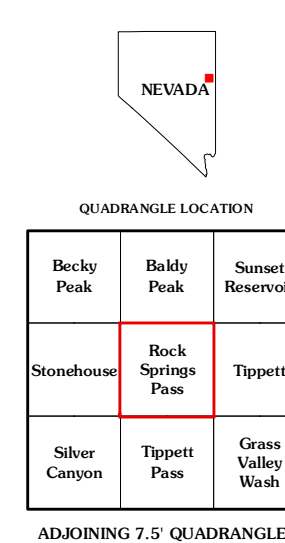 NEVADA
QUADRANGLE LOCATION
Becky
Peak
Baldy
Peak
Sunset
Reservoi
Stonehouse
Rock
Springs
Pass
Tippett
Silver
Canyon
Tippett
Pass
Grass
Valley
Wash
ADJOINING 7.5' QUADRANGLE